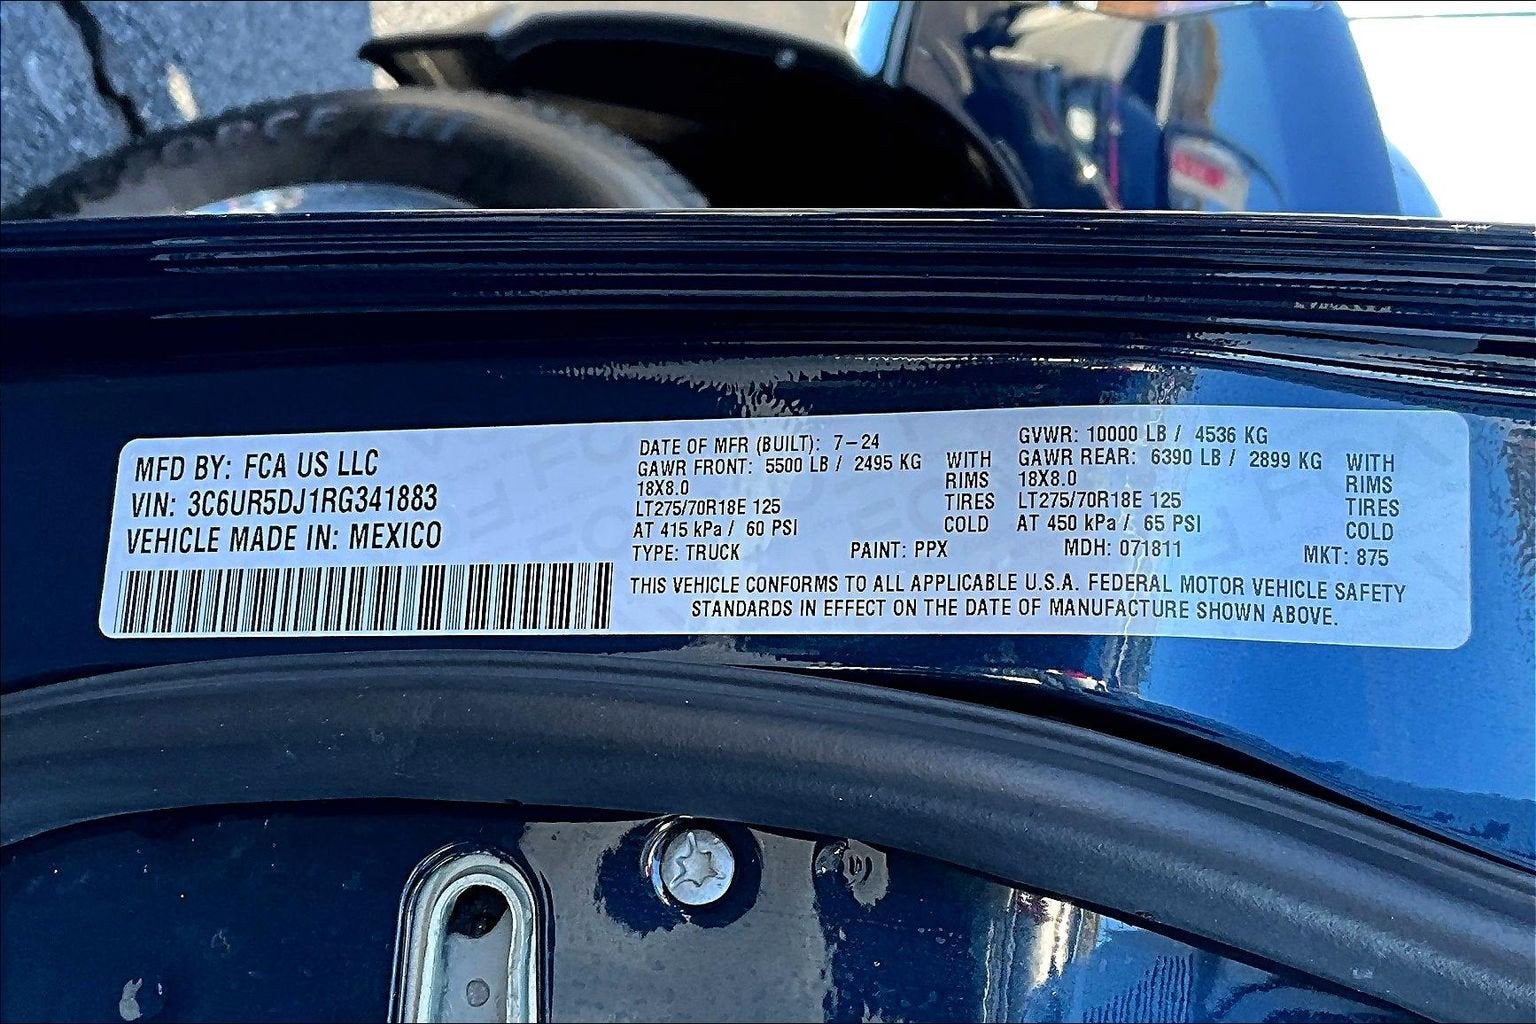 MFD BY: FCA US LLC
VIN: 3C6UR5DJ1RG341883
VEHICLE MADE IN: MEXICO
DATE OF MFR (BUILT): 7-24
GAWR FRONT: 5500 LB / 2495 KG WITH
18X8.0 RIMS
LT275/70R18E 125 TIRES
AT 415 kPa / 60 PSI COLD
GVWR: 10000 LB / 4536 KG
GAWR REAR: 6390 LB / 2899 KG WITH
18X8.0 RIMS
LT275/70R18E 125 TIRES
AT 450 kPa / 65 PSI COLD
TYPE: TRUCK PAINT: PPX MDH: 071811 MKT: 875
THIS VEHICLE CONFORMS TO ALL APPLICABLE U.S.A. FEDERAL MOTOR VEHICLE SAFETY
STANDARDS IN EFFECT ON THE DATE OF MANUFACTURE SHOWN ABOVE.